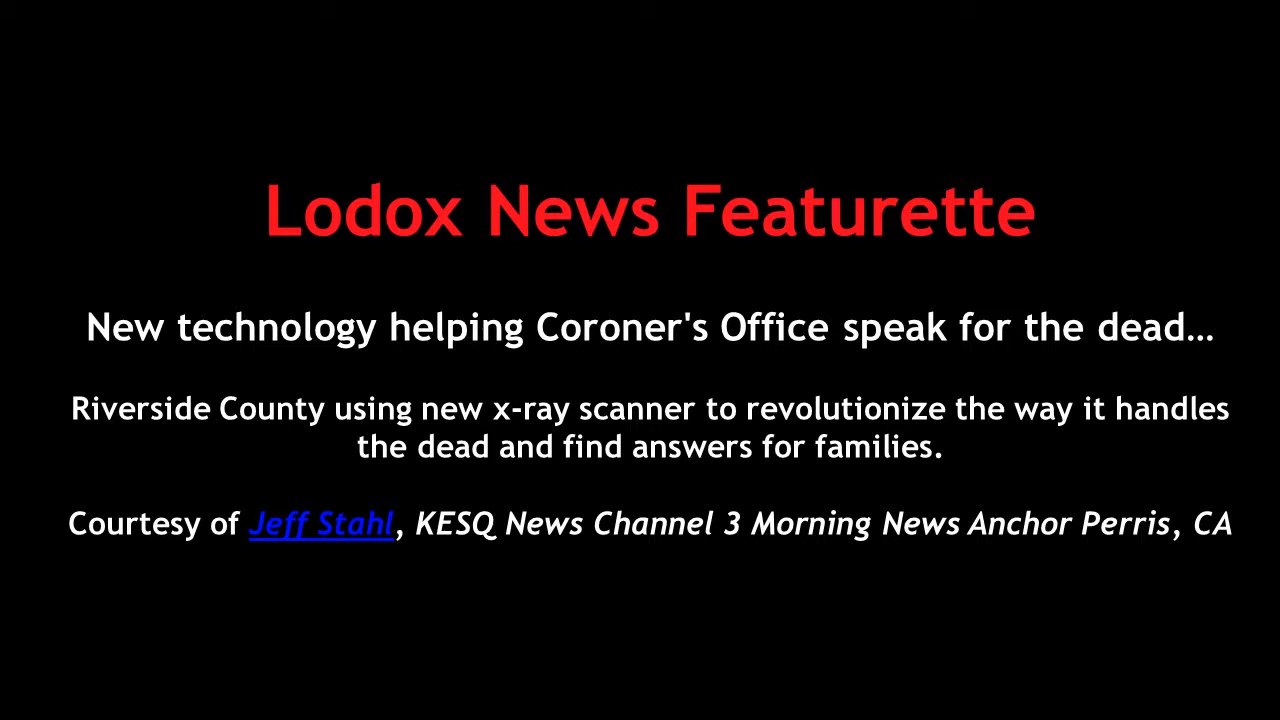 Lodox News Featurette
New technology helping Coroner's Office speak for the dead…
Riverside County using new x-ray scanner to revolutionize the way it handles
the dead and find answers for families.
Courtesy of Jeff Stahl, KESQ News Channel 3 Morning News Anchor Perris, CA